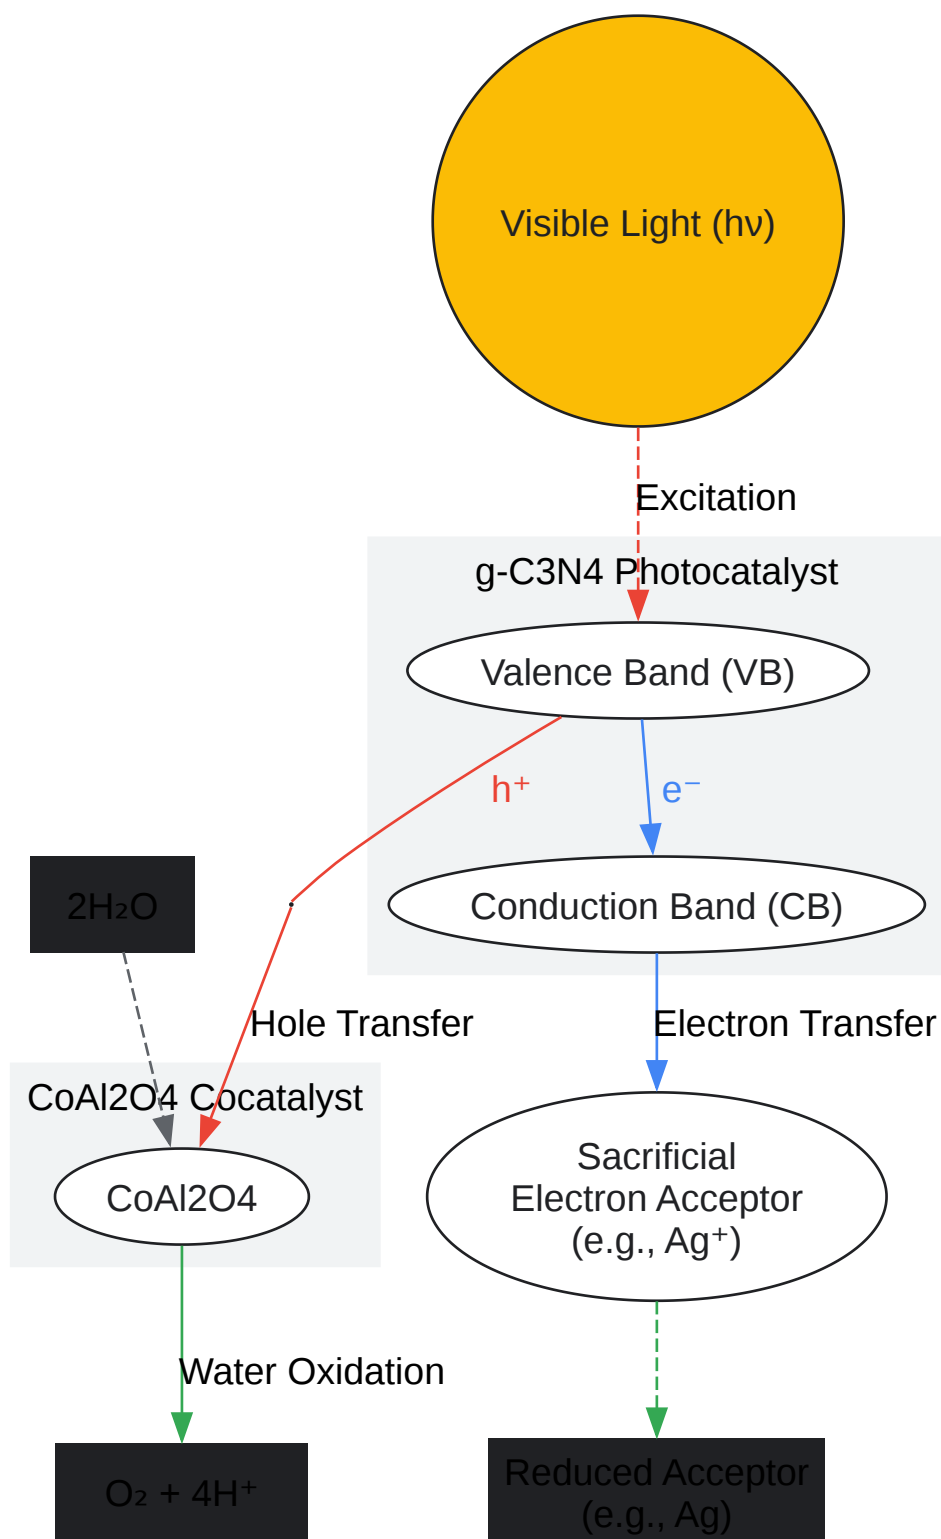 Visible Light (hν)
Excitation
g-C3N4 Photocatalyst
Valence Band (VB)
h⁺
e⁻
2H₂O
Conduction Band (CB)
Hole Transfer
Electron Transfer
CoAl2O4 Cocatalyst
CoAl2O4
Sacrificial
Electron Acceptor
(e.g., Ag⁺)
Water Oxidation
O₂ + 4H⁺
Reduced Acceptor
(e.g., Ag)